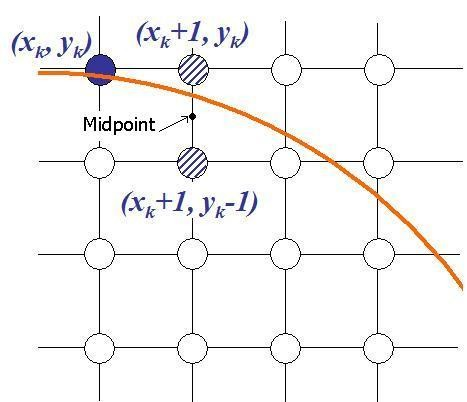 (xk, yk) (xk+1, yk)
Midpoint
(xk+1, yk-1)